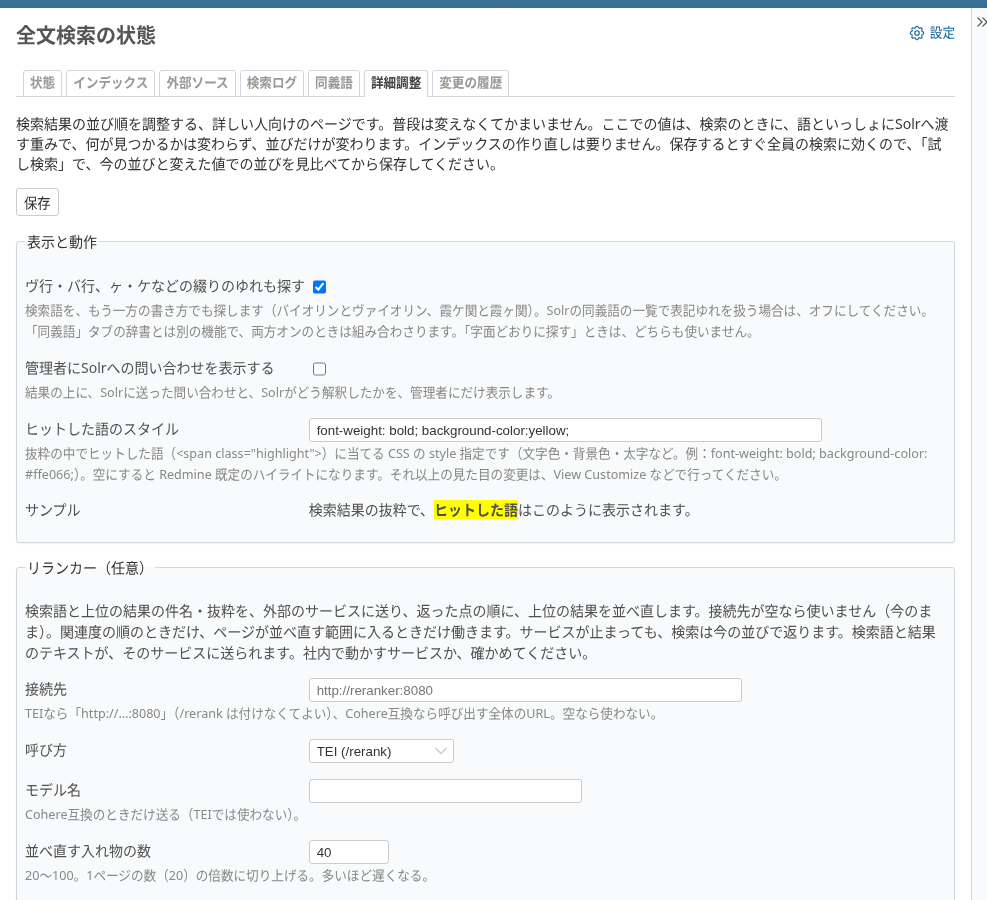 全文検索の状態
設定
状態 インデックス 外部ソース 検索ログ 同義語 詳細調整 変更の履歴
検索結果の並び順を調整する、詳しい人向けのページです。普段は変えなくてかまいません。ここでの値は、検索のときに、語といっしょにSolrへ渡
す重みで、何が見つかるかは変わらず、並びだけが変わります。インデックスの作り直しは要りません。保存するとすぐ全員の検索に効くので、「試
し検索」で、今の並びと変えた値での並びを見比べてから保存してください。
保存
表示と動作
ヴ行・バ行、ヶ・ケなどの綴りのゆれも探す
検索語を、もう一方の書き方でも探します（バイオリンとヴァイオリン、霞ケ関と霞ヶ関）。Solrの同義語の一覧で表記ゆれを扱う場合は、オフにしてください。
「同義語」タブの辞書とは別の機能で、両方オンのときは組み合わさります。「字面どおりに探す」ときは、どちらも使いません。
管理者にSolrへの問い合わせを表示する
結果の上に、Solrに送った問い合わせと、Solrがどう解釈したかを、管理者にだけ表示します。
ヒットした語のスタイル font-weight: bold; background-color:yellow;
抜粋の中でヒットした語（<span class="highlight">）に当てる CSS の style 指定です（文字色・背景色・太字など。例：font-weight: bold; background-color:
#ffe066;）。空にすると Redmine 既定のハイライトになります。それ以上の見た目の変更は、View Customize などで行ってください。
サンプル 検索結果の抜粋で、ヒットした語はこのように表示されます。
リランカー（任意）
検索語と上位の結果の件名・抜粋を、外部のサービスに送り、返った点の順に、上位の結果を並べ直します。接続先が空なら使いません（今のま
ま）。関連度の順のときだけ、ページが並べ直す範囲に入るときだけ働きます。サービスが止まっても、検索は今の並びで返ります。検索語と結果
のテキストが、そのサービスに送られます。社内で動かすサービスか、確かめてください。
接続先 http://reranker:8080
TEIなら「http://...:8080」（/rerank は付けなくてよい）、Cohere互換なら呼び出す全体のURL。空なら使わない。
呼び方 TEI (/rerank)
モデル名
Cohere互換のときだけ送る（TEIでは使わない）。
並べ直す入れ物の数 40
20〜100。1ページの数（20）の倍数に切り上げる。多いほど遅くなる。